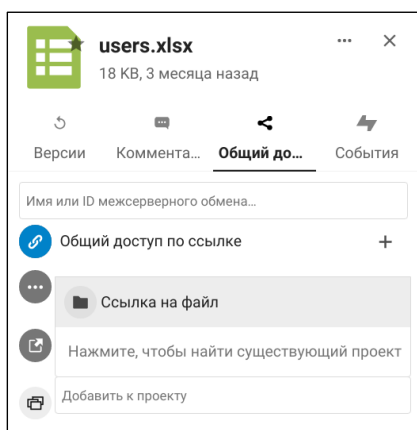 users.xlsx
18 КВ, 3 месяца назад
Версии
Коммента...
Общий до...
События
Имя или ID межсерверного обмена...
Общий доступ по ссылке
Ссылка на файл
Нажмите, чтобы найти существующий проект
Добавить к проекту